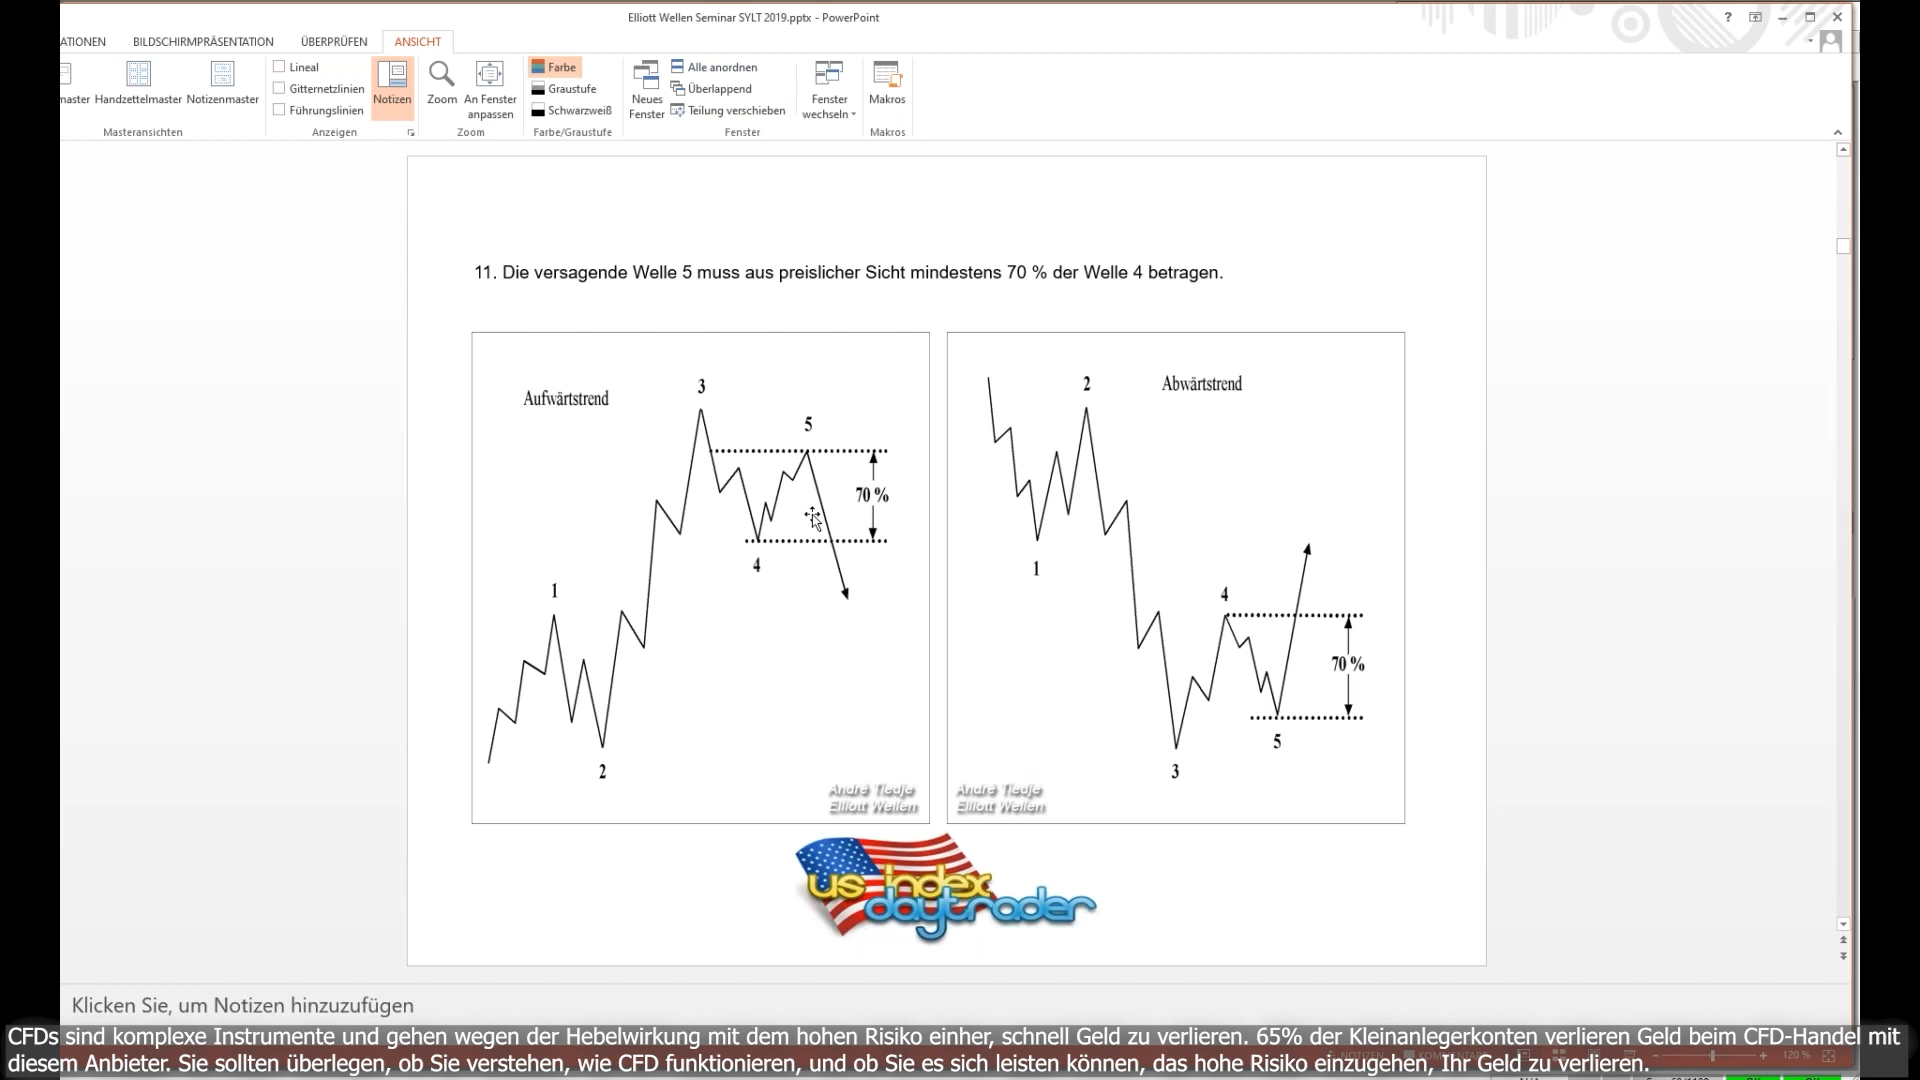 Elliott Wellen Seminar SYLT 2019.pptx - PowerPoint
ATIONEN BILDSCHIRMPRÄSENTATION ÜBERPRÜFEN ANSICHT
master Handzettelmaster Notizenmaster
Masteransichten
Lineal
Gitternetzlinien
Führungslinien
Anzeigen
Notizen
Zoom
An Fenster
anpassen
Zoom
Farbe
Graustufe
Schwarzweiß
Farbe/Graustufe
Neues
Fenster
Alle anordnen
Überlappend
Teilung verschieben
Fenster
Fenster
wechseln
Makros
Makros
11. Die versagende Welle 5 muss aus preislicher Sicht mindestens 70 % der Welle 4 betragen.
Aufwärtstrend
3
5
70 %
4
1
2
André Tiedje
Elliott Wellen
Abwärtstrend
2
1
4
70 %
5
3
André Tiedje
Elliott Wellen
us index
daytrader
Klicken Sie, um Notizen hinzuzufügen
CFDs sind komplexe Instrumente und gehen wegen der Hebelwirkung mit dem hohen Risiko einher, schnell Geld zu verlieren. 65% der Kleinanlegerkonten verlieren Geld beim CFD-Handel mit
diesem Anbieter. Sie sollten überlegen, ob Sie verstehen, wie CFD funktionieren, und ob Sie es sich leisten können, das hohe Risiko einzugehen, Ihr Geld zu verlieren.
120 %